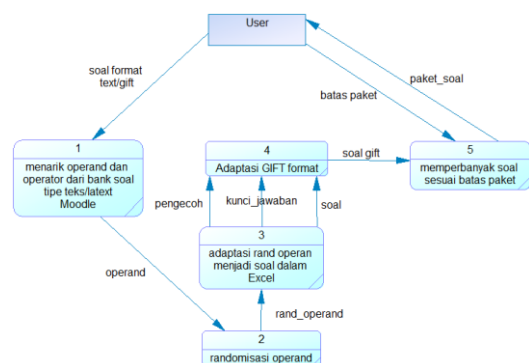 User
soal format
text/gift
paket_soal
batas paket
1
menarik operand dan
operator dari bank soal
tipe teks/latext
Moodle
4
Adaptasi GIFT format
soal gift
5
memperbanyak soal
sesuai batas paket
pengecoh
kunci_jawaban
soal
3
adaptasi rand operan
menjadi soal dalam
Excel
operand
rand_operand
2
randomisasi operand